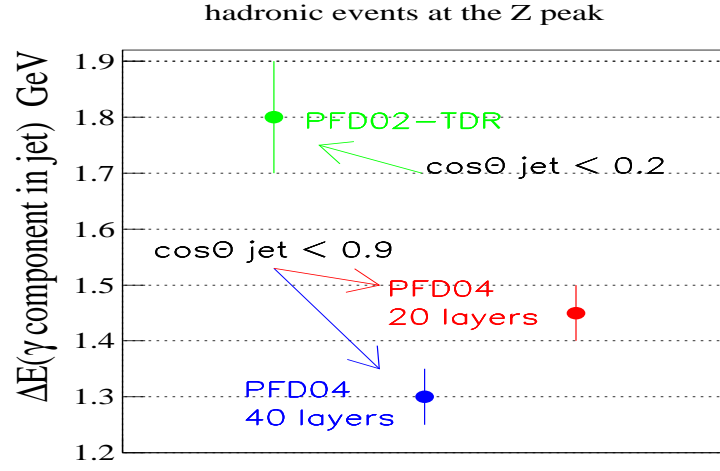 hadronic events at the Z peak
ΔE(γ component in jet) GeV
1.9
1.8
1.7
1.6
1.5
1.4
1.3
1.2
PFD02-TDR
cosΘ jet < 0.2
cosΘ jet < 0.9
PFD04
20 layers
PFD04
40 layers